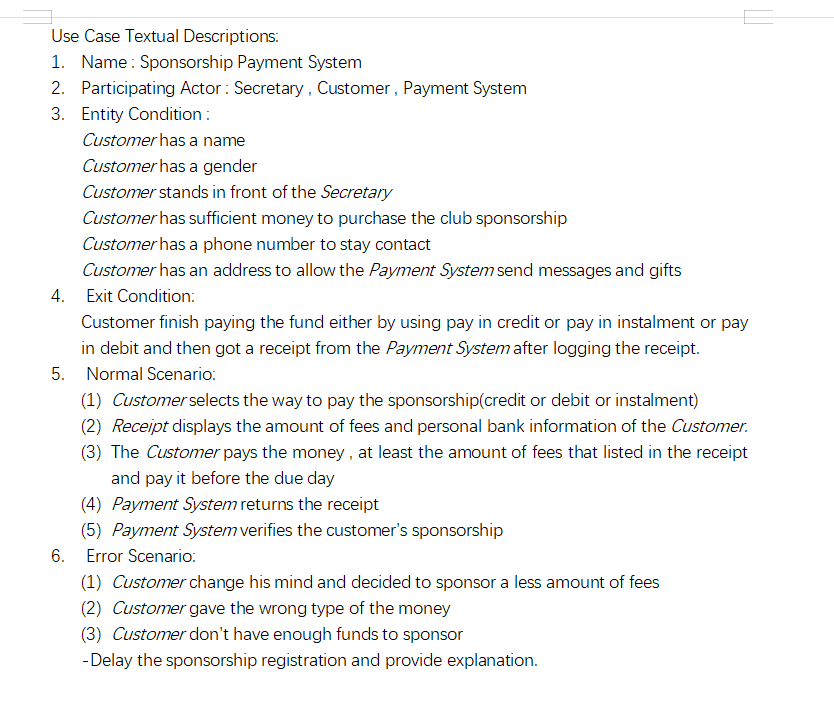 Use Case Textual Descriptions:
1. Name : Sponsorship Payment System
2. Participating Actor : Secretary , Customer , Payment System
3. Entity Condition :
Customer has a name
Customer has a gender
Customer stands in front of the Secretary
Customer has sufficient money to purchase the club sponsorship
Customer has a phone number to stay contact
Customer has an address to allow the Payment System send messages and gifts
4. Exit Condition:
Customer finish paying the fund either by using pay in credit or pay in instalment or pay
in debit and then got a receipt from the Payment System after logging the receipt.
5. Normal Scenario:
(1) Customer selects the way to pay the sponsorship(credit or debit or instalment)
(2) Receipt displays the amount of fees and personal bank information of the Customer.
(3) The Customer pays the money , at least the amount of fees that listed in the receipt
and pay it before the due day
(4) Payment System returns the receipt
(5) Payment System verifies the customer's sponsorship
6. Error Scenario:
(1) Customer change his mind and decided to sponsor a less amount of fees
(2) Customer gave the wrong type of the money
(3) Customer don't have enough funds to sponsor
-Delay the sponsorship registration and provide explanation.